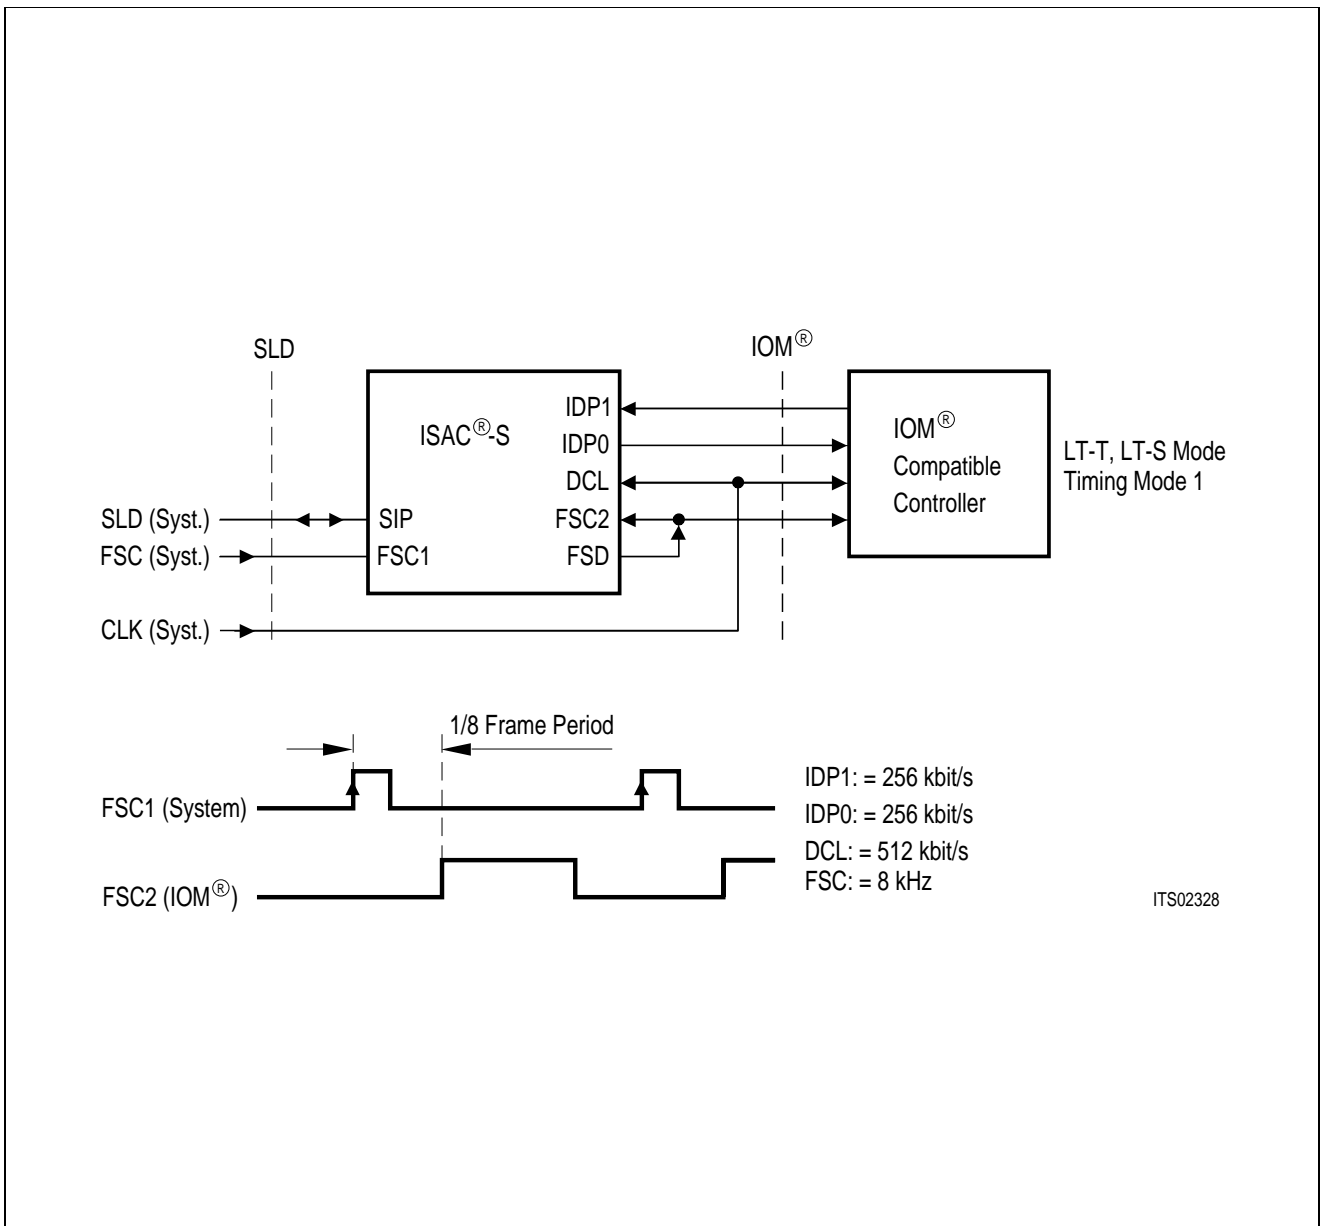 SLD
IOM®
ISAC®-S
IDP1
IDP0
DCL
FSC2
FSD
SIP
FSC1
IOM®
Compatible
Controller
LT-T, LT-S Mode
Timing Mode 1
SLD (Syst.)
FSC (Syst.)
CLK (Syst.)
1/8 Frame Period
FSC1 (System)
FSC2 (IOM®)
IDP1: = 256 kbit/s
IDP0: = 256 kbit/s
DCL: = 512 kbit/s
FSC: = 8 kHz
ITS02328